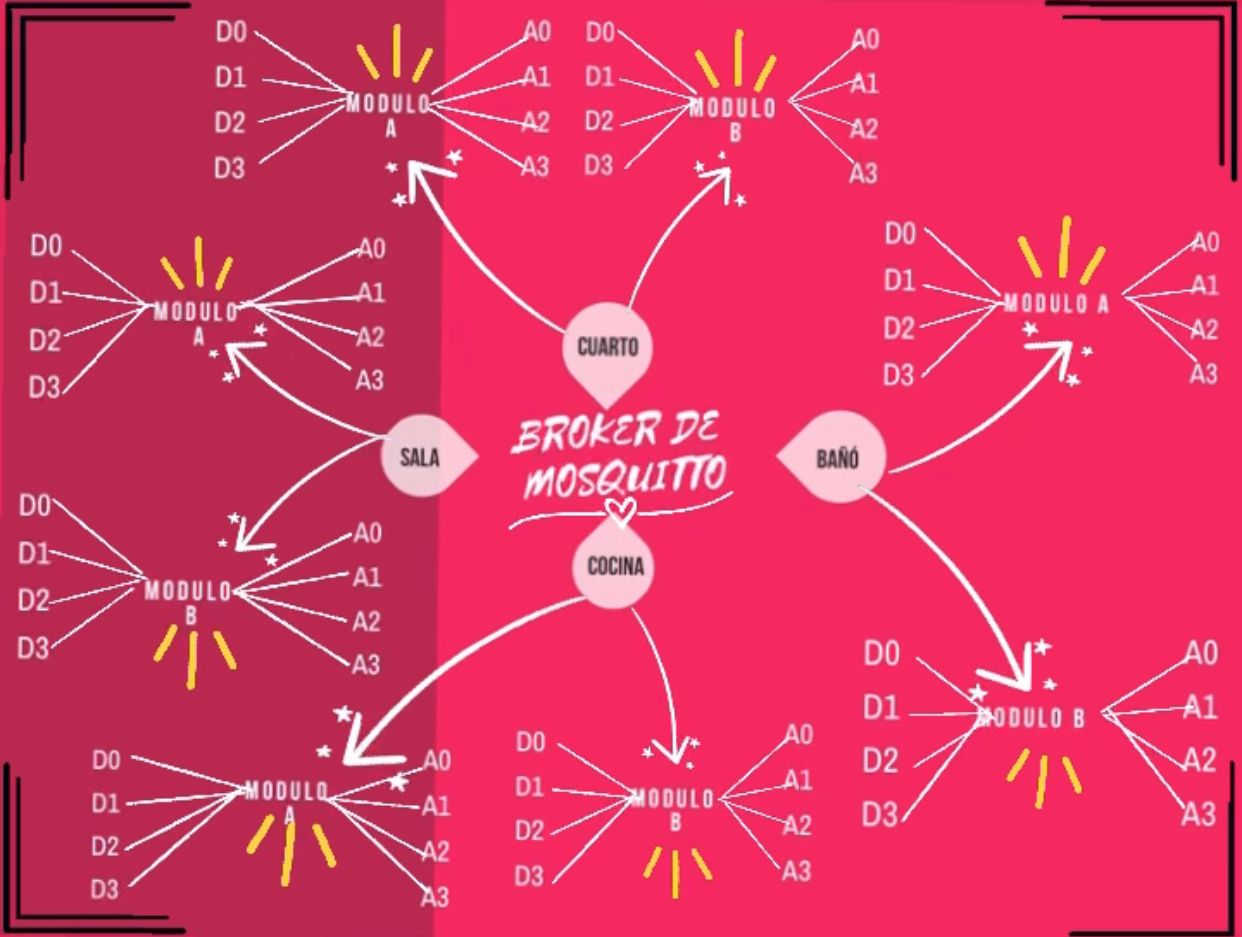 D0
D1
D2
D3
MODULO
A
A0
A1
A2
A3
D0
D1
D2
D3
MODULO
B
A0
A1
A2
A3
D0
D1
D2
D3
MODULO
A
A0
A1
A2
A3
D0
D1
D2
D3
MODULO A
A0
A1
A2
A3
CUARTO
SALA
BROKER DE
MOSQUITTO
BAÑÓ
COCINA
D0
D1
D2
D3
MODULO
B
A0
A1
A2
A3
D0
D1
D2
D3
MODULO B
A0
A1
A2
A3
D0
D1
D2
D3
MODULO
A
A0
A1
A2
A3
D0
D1
D2
D3
MODULO
B
A0
A1
A2
A3